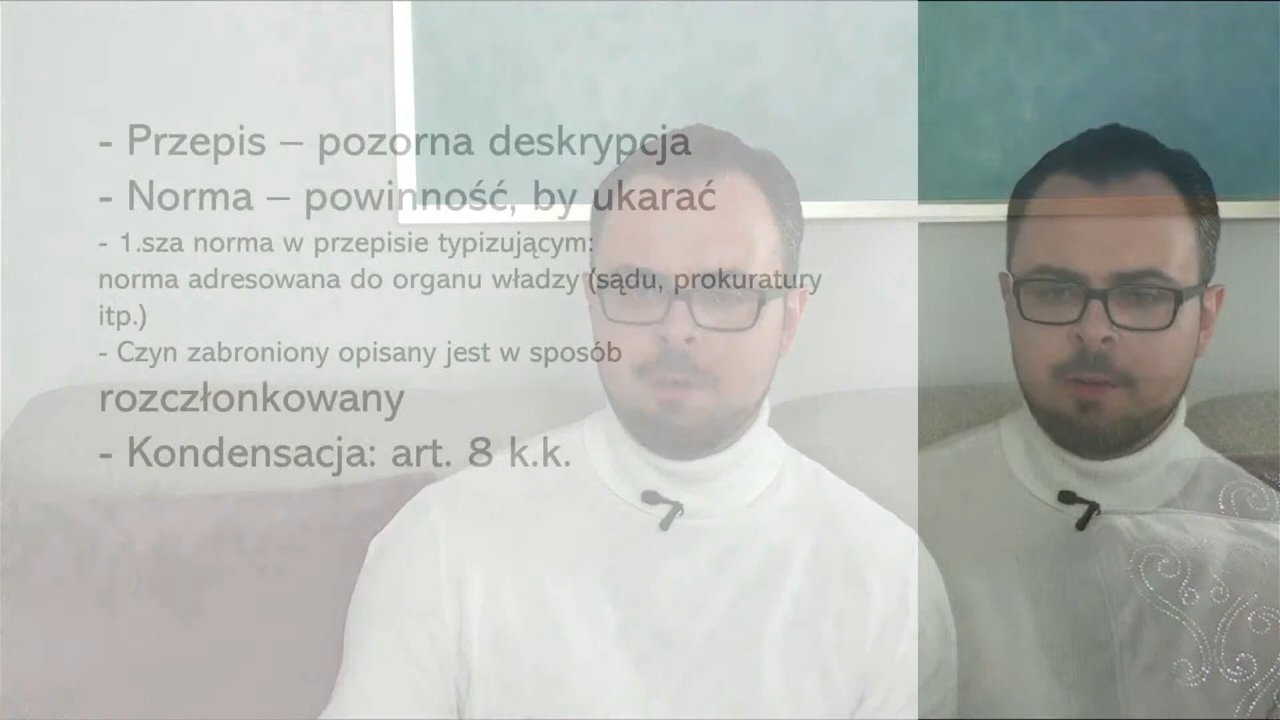 - Przepis – pozorna deskrypcja
- Norma – powinność, by ukarać
- 1.sza norma w przepisie typizującym:
norma adresowana do organu władzy (sądu, prokuratury
itp.)
- Czyn zabroniony opisany jest w sposób
rozczłonkowany
- Kondensacja: art. 8 k.k.